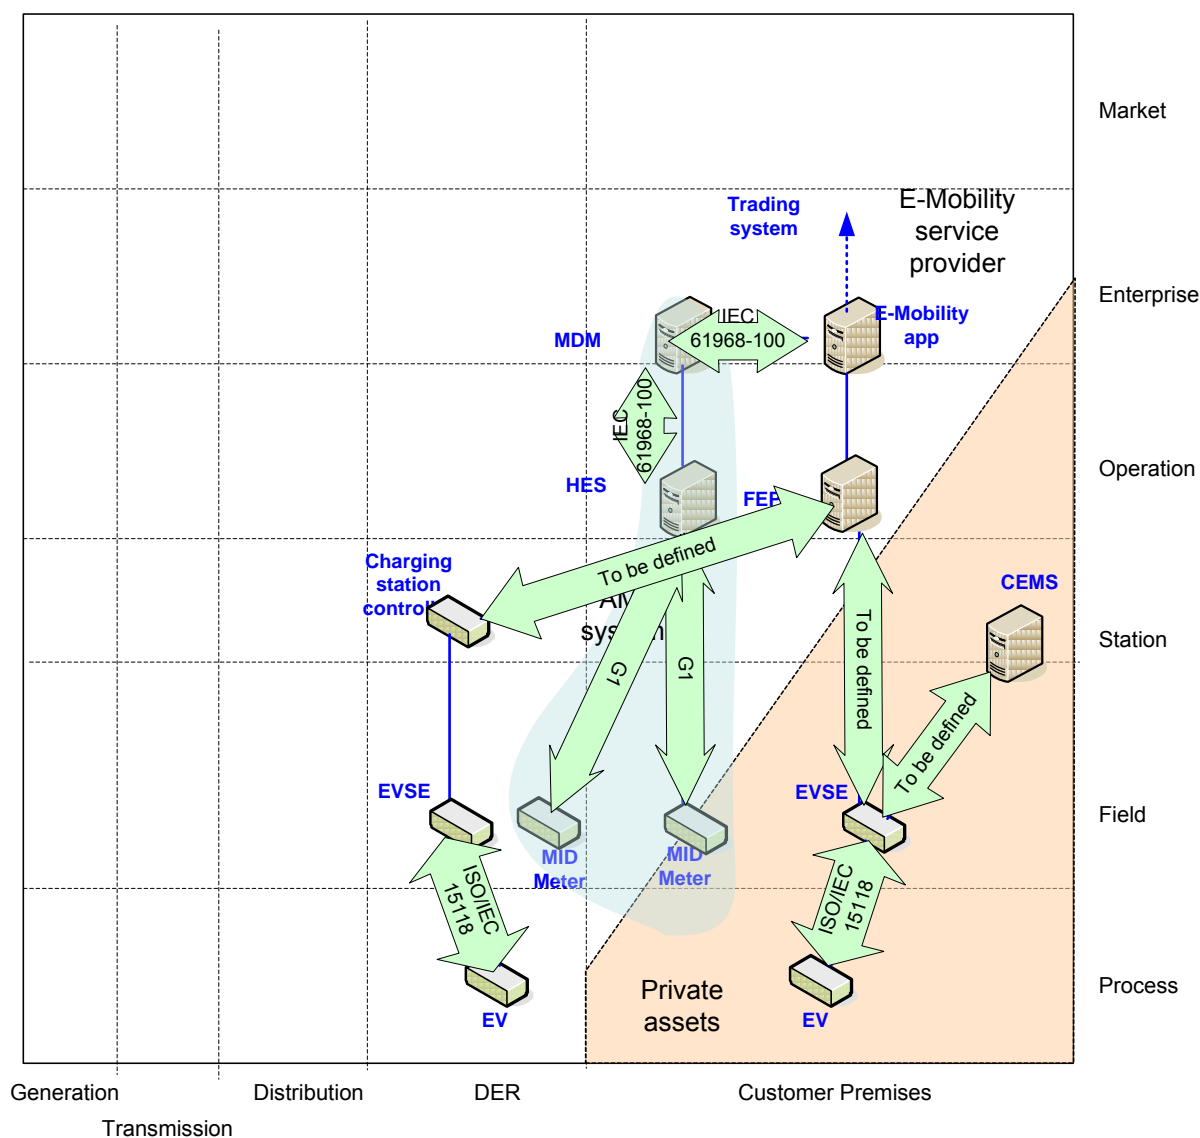 Market
Trading
system
E-Mobility
service
provider
Enterprise
MDM
IEC
61968-100
E-Mobility
app
IEC
61968-100
HES
FEP
Operation
Charging
station
To be defined
CEMS
system
Station
G1
G1
To be defined
To be defined
EVSE
EVSE
Field
MID
Meter
MID
Meter
ISO/IEC
15118
ISO/IEC
15118
Private
assets
Process
EV
EV
Generation
Distribution
DER
Customer Premises
Transmission